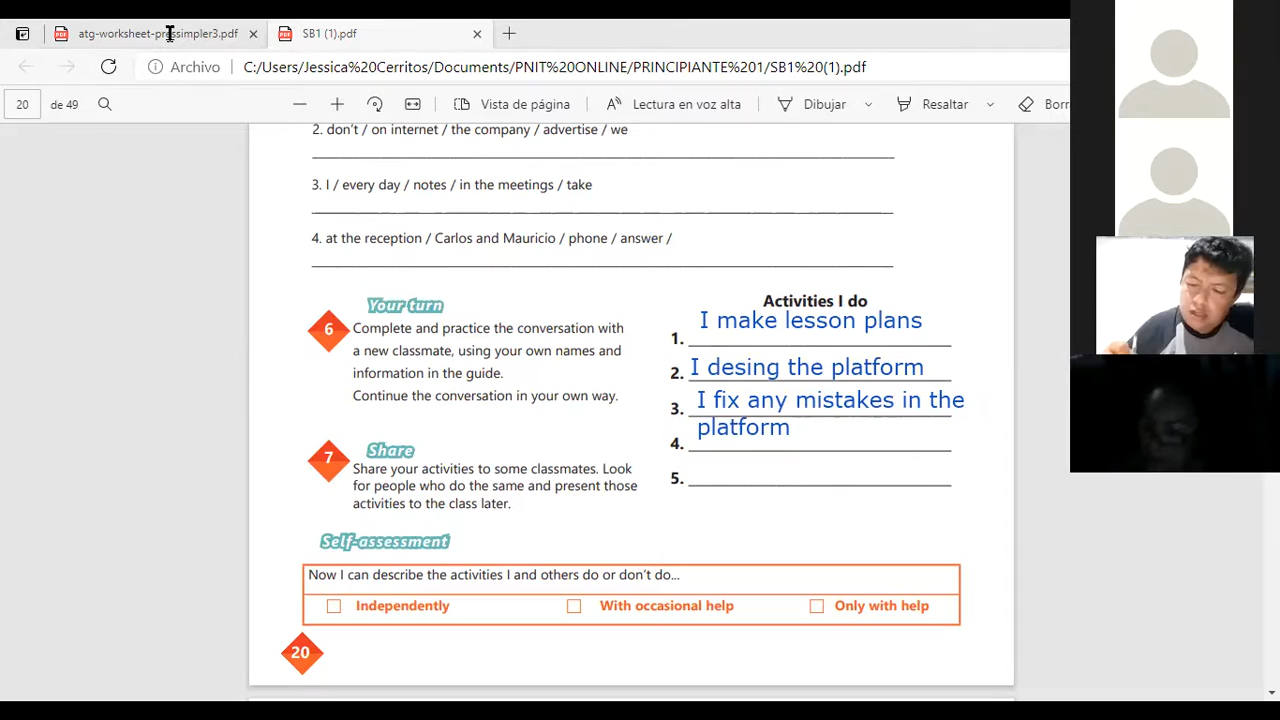 atg-worksheet-pressimpler3.pdf
SB1 (1).pdf
Archivo
C:/Users/Jessica%20Cerritos/Documents/PNIT%20ONLINE/PRINCIPIANTE%201/SB1%20(1).pdf
20
de 49
Vista de página
Lectura en voz alta
Dibujar
Resaltar
Borr
2. don't / on internet / the company / advertise / we
3. I / every day / notes / in the meetings / take
4. at the reception / Carlos and Mauricio / phone / answer /
Your turn
6
Complete and practice the conversation with
a new classmate, using your own names and
information in the guide.
Continue the conversation in your own way.
7
Share
Share your activities to some classmates. Look
for people who do the same and present those
activities to the class later.
Activities I do
1. I make lesson plans
2. I desing the platform
3. I fix any mistakes in the
platform
4.
5.
Self-assessment
Now I can describe the activities I and others do or don't do...
Independently
With occasional help
Only with help
20